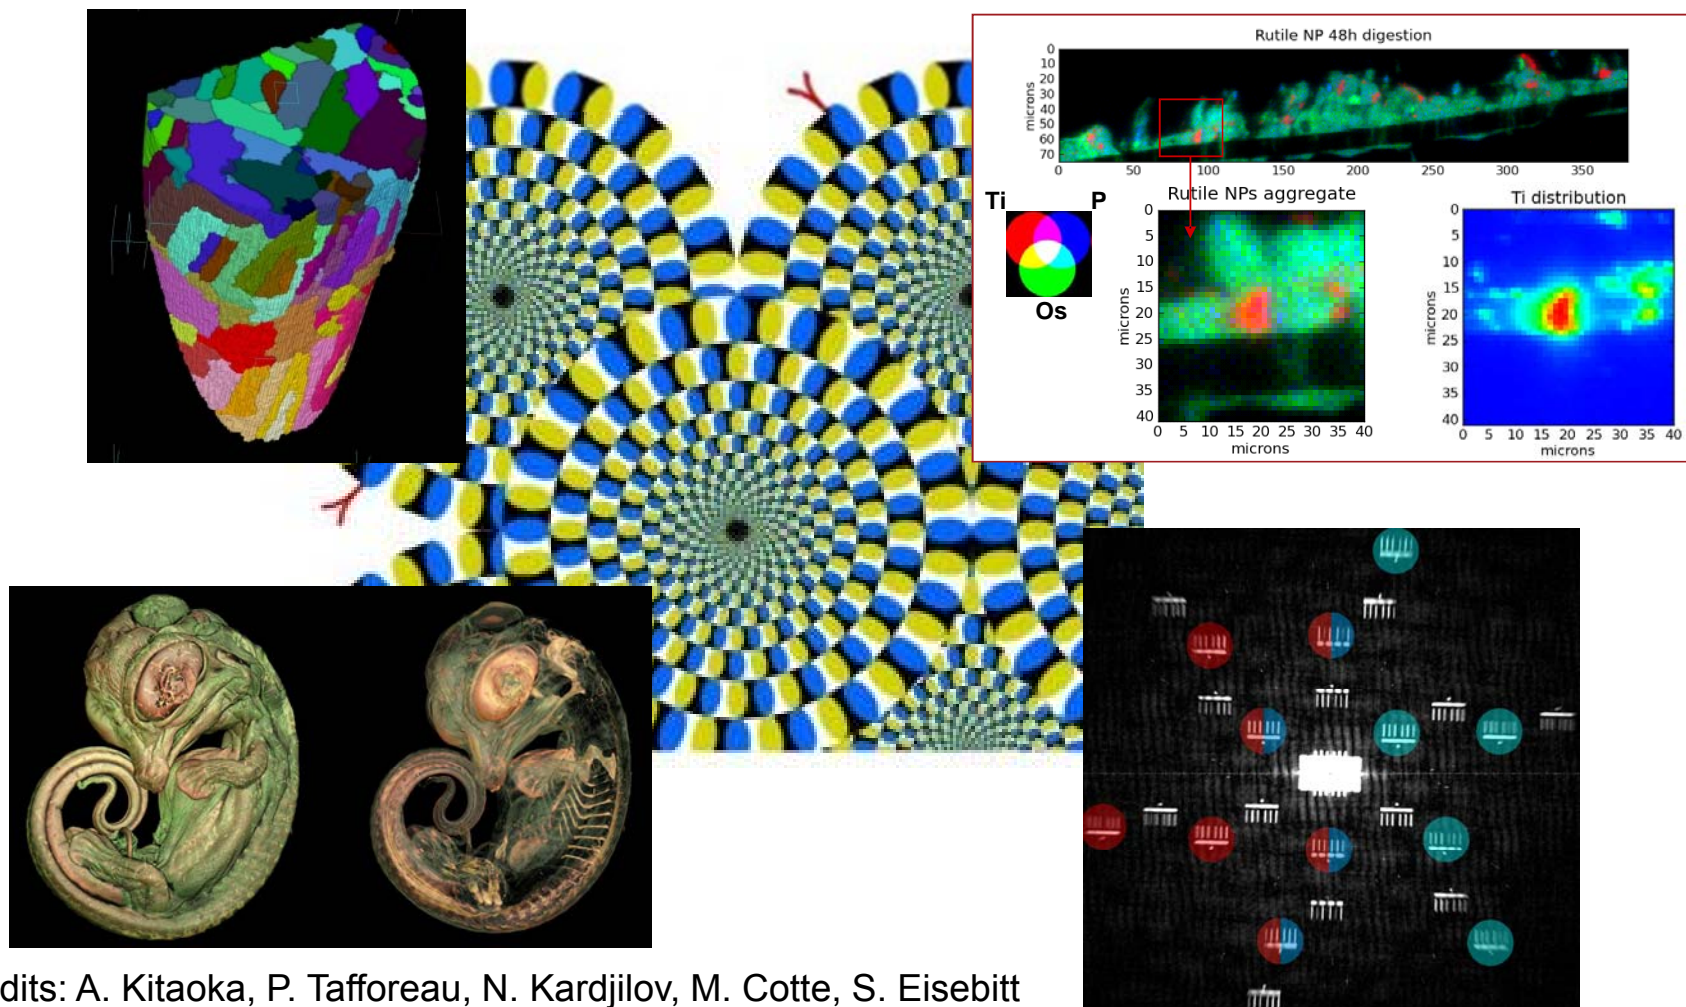 Rutile NP 48h digestion
0
10
20
30
40
50
60
70
microns
0 50 100 150 200 250 300 350
Ti P
Os
Rutile NPs aggregate
0
5
10
15
20
25
30
35
40
microns
0 5 10 15 20 25 30 35 40
microns
Ti distribution
0
5
10
15
20
25
30
35
40
microns
0 5 10 15 20 25 30 35 40
microns
dits: A. Kitaoka, P. Tafforeau, N. Kardjilov, M. Cotte, S. Eisebitt